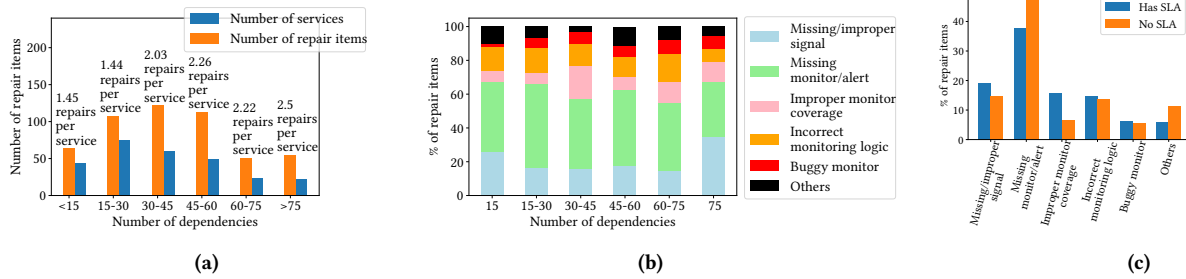 Number of services
Number of repair items
Number of repair items
200
150
100
50
0
1.45
repairs
per
service
1.44
repairs
per
service
2.03
repairs
per
service
2.26
repairs
per
service
2.22
repairs
per
service
2.5
repairs
per
service
<15 15-30 30-45 45-60 60-75 >75
Number of dependencies
(a)
% of repair items
100
80
60
40
20
0
15 15-30 30-45 45-60 60-75 75
Number of dependencies
Missing/improper
signal
Missing
monitor/alert
Improper monitor
coverage
Incorrect
monitoring logic
Buggy monitor
Others
(b)
% of repair items
40
30
20
10
0
Has SLA
No SLA
Missing/improper
signal
Missing
monitor/alert
Improper monitor
coverage
Incorrect
monitoring logic
Buggy monitor
Others
(c)